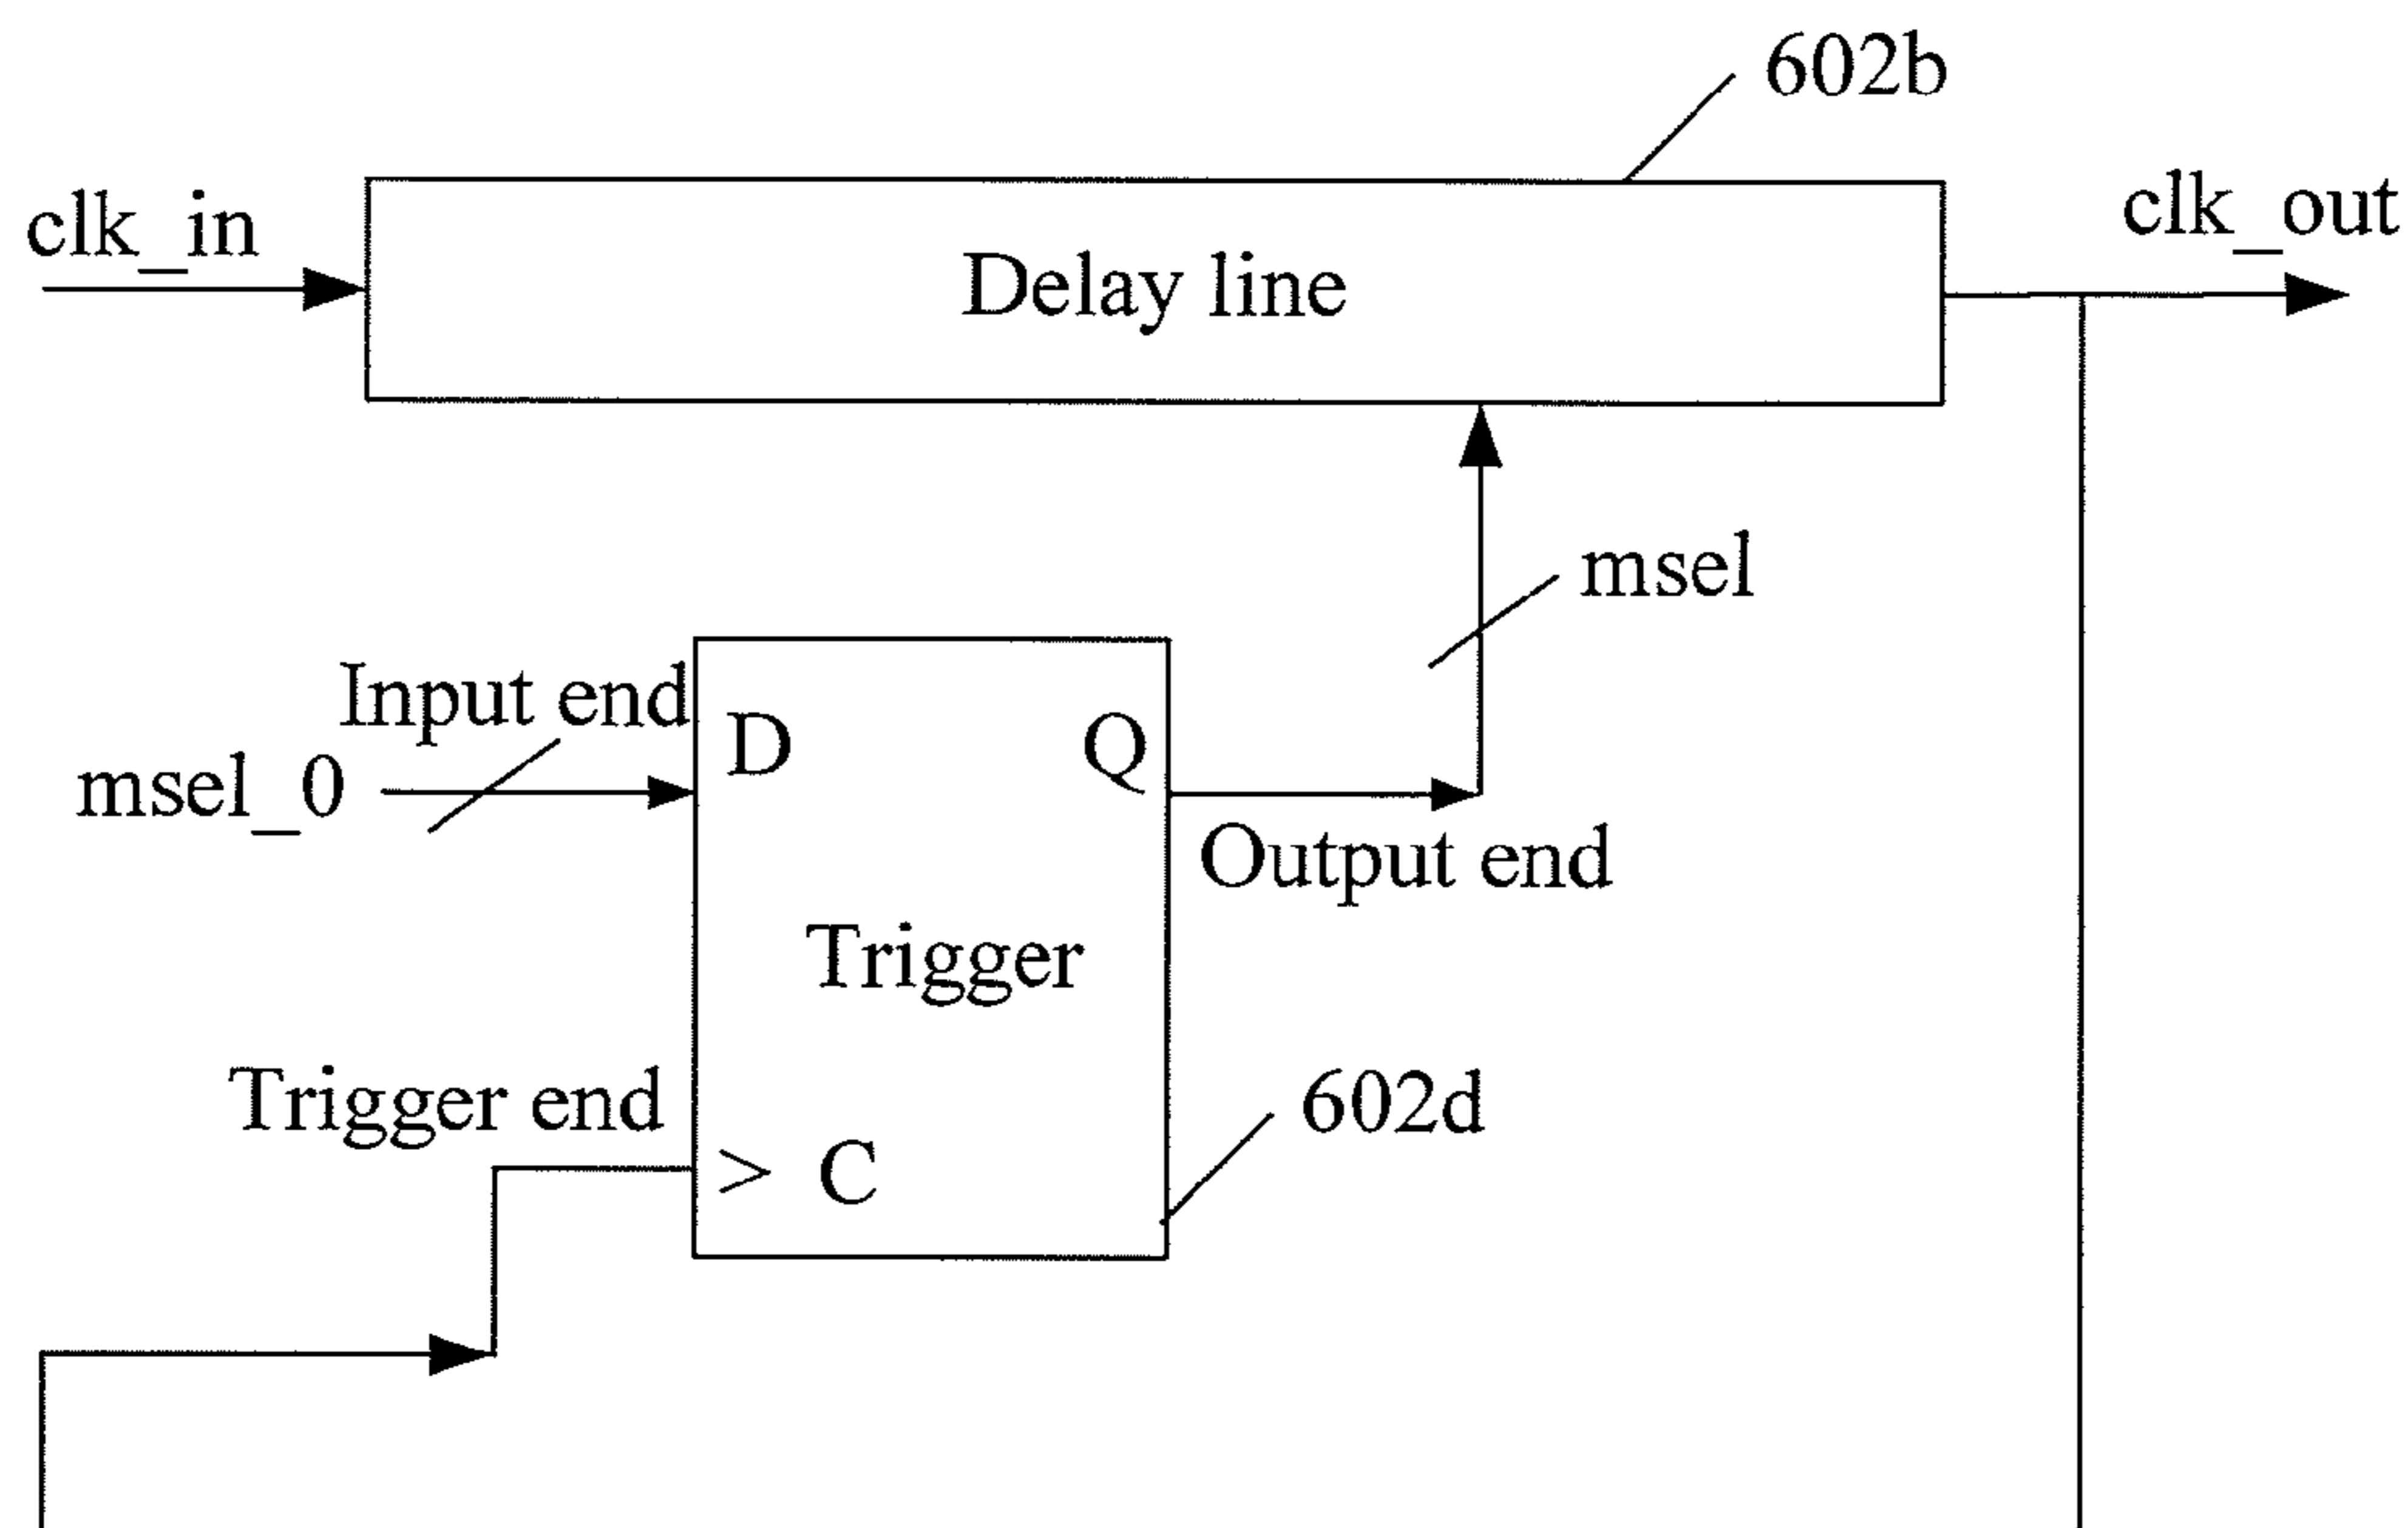 602b
clk_in
clk_out
Delay line
msel
Input end
D
Q
msel_0
Output end
Trigger
Trigger end
602d
> C